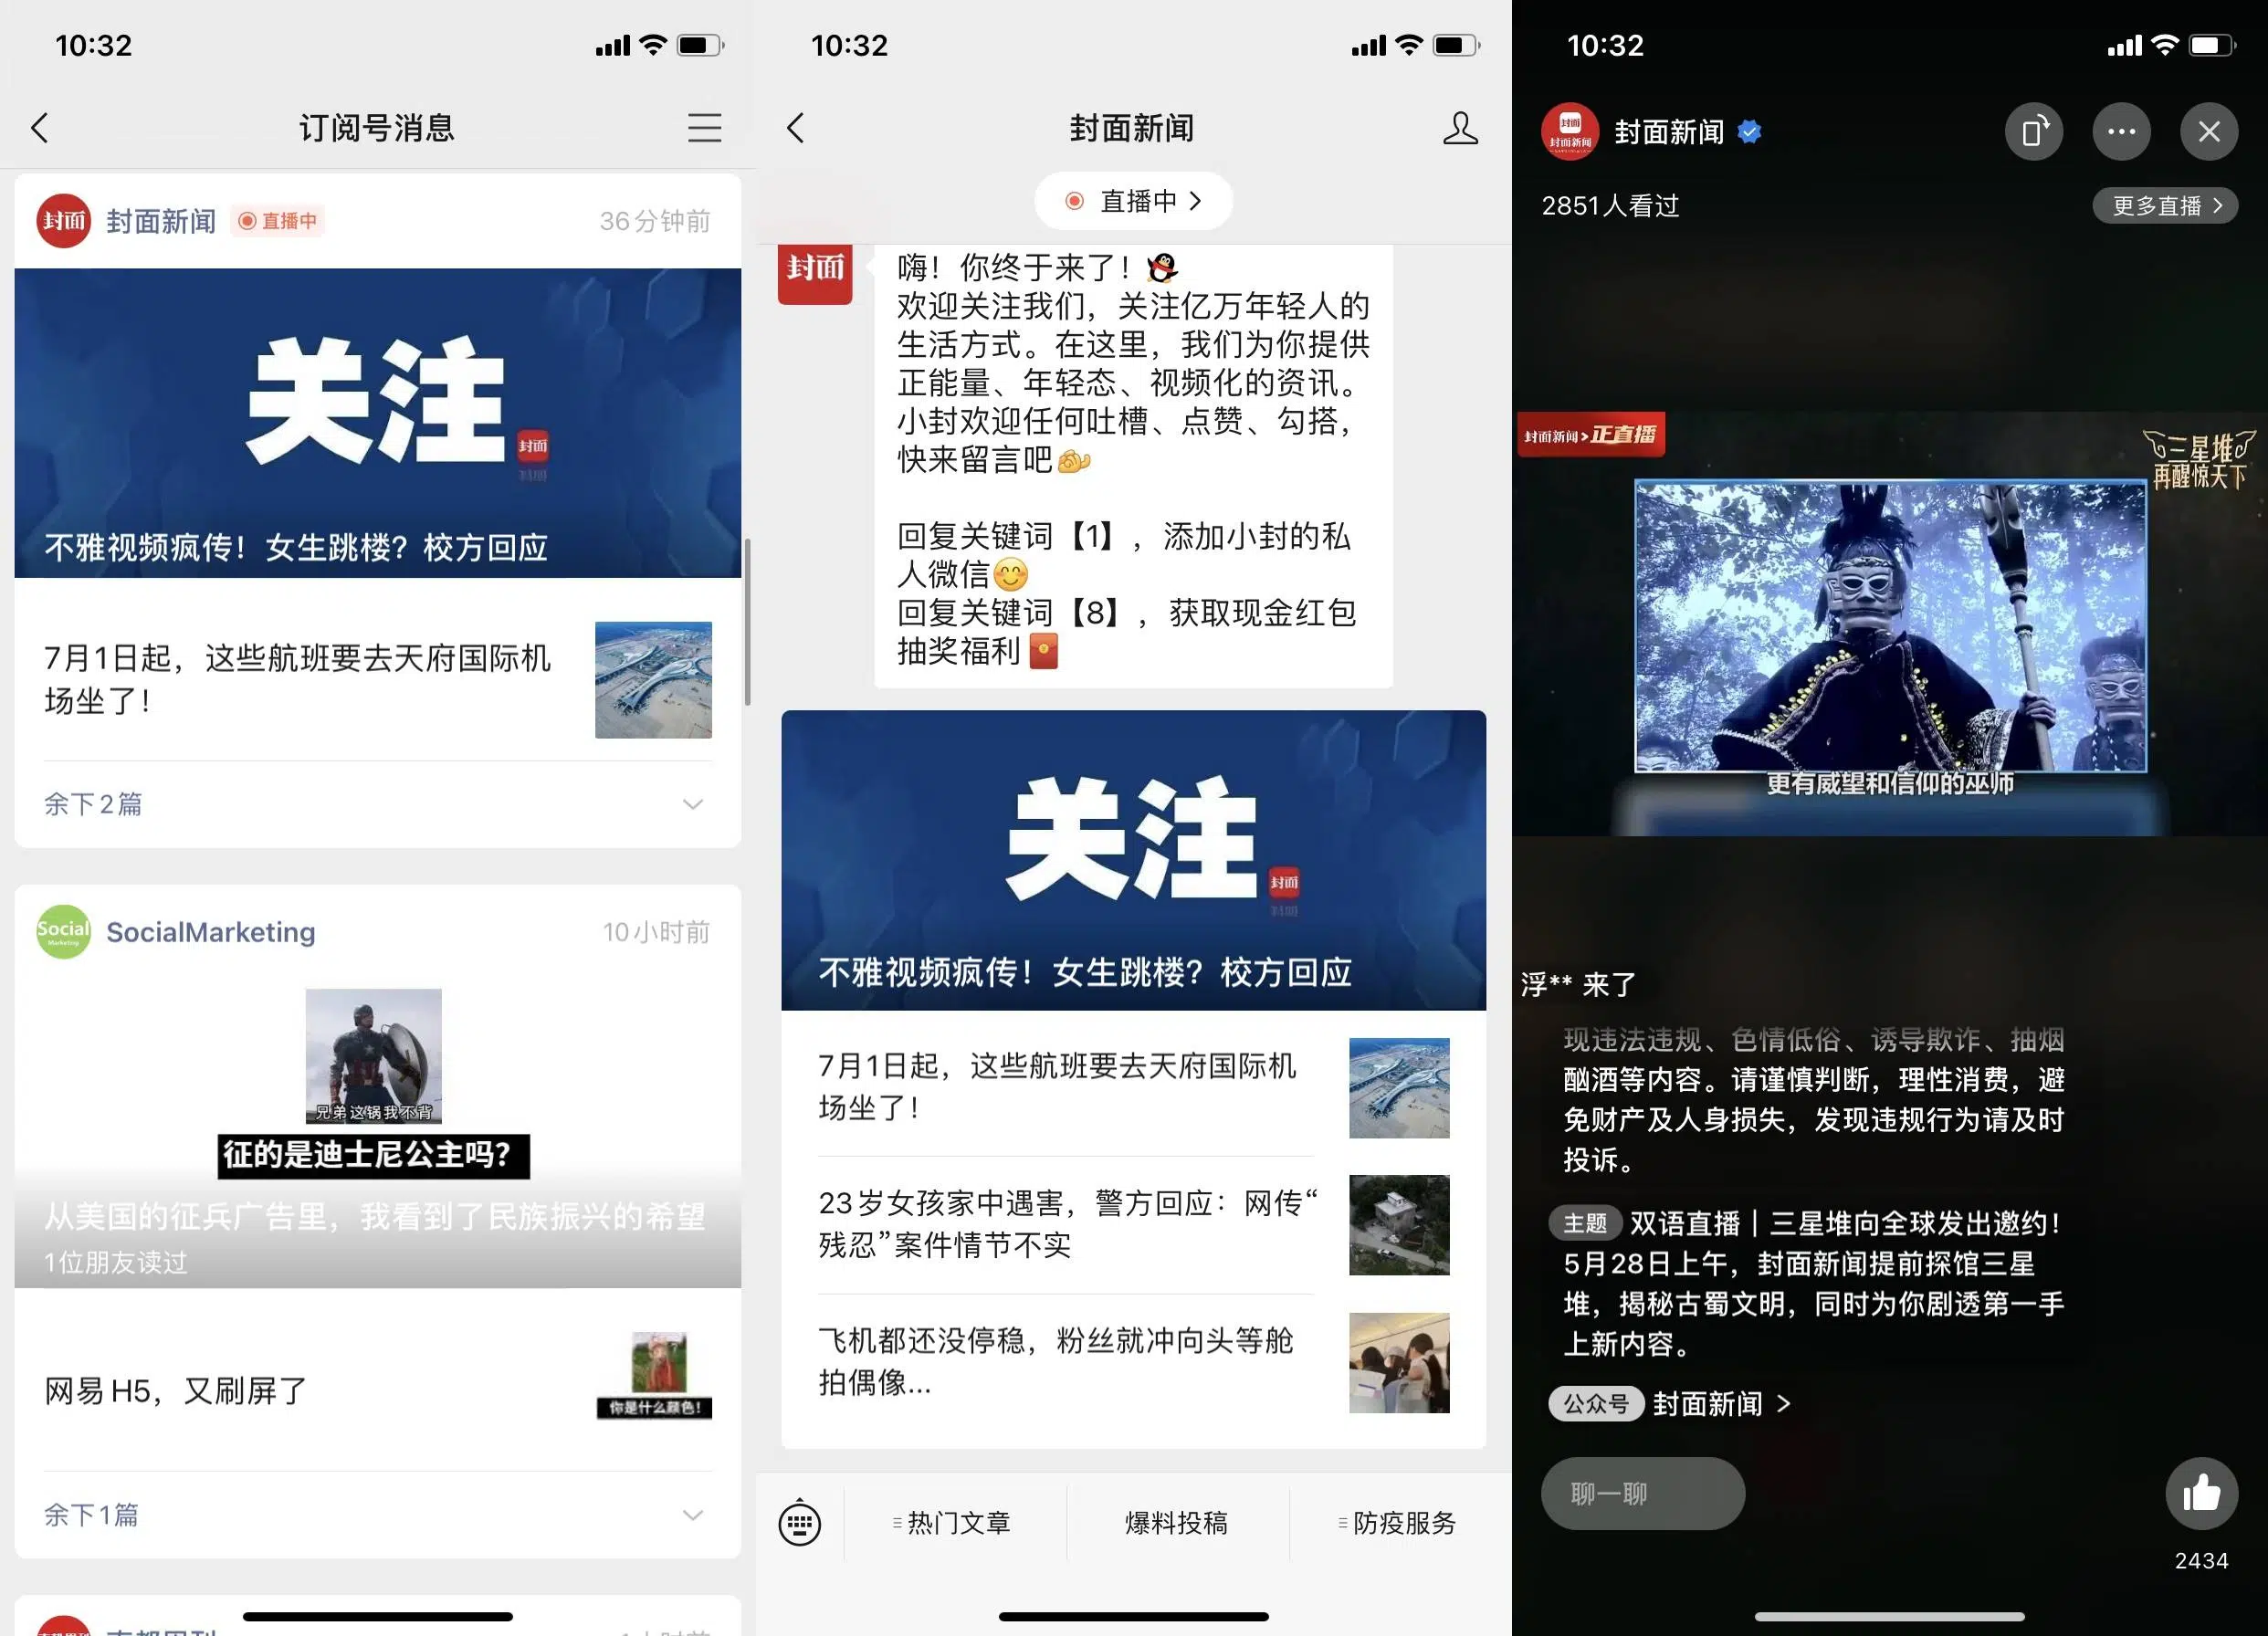 10:32
订阅号消息
封面
封面新闻
直播中
36分钟前
关注
封面
不雅视频疯传！女生跳楼？校方回应
7月1日起，这些航班要去天府国际机
场坐了！
余下2篇
Social
Marketing
SocialMarketing
10小时前
兄弟这锅我不背
征的是迪士尼公主吗？
从美国的征兵广告里，我看到了民族振兴的希望
1位朋友读过
网易H5，又刷屏了
你是什么颜色！
余下1篇
10:32
封面新闻
直播中
封面
嗨！你终于来了！
欢迎关注我们，关注亿万年轻人的
生活方式。在这里，我们为你提供
正能量、年轻态、视频化的资讯。
小封欢迎任何吐槽、点赞、勾搭，
快来留言吧
回复关键词【1】，添加小封的私
人微信
回复关键词【8】，获取现金红包
抽奖福利
关注
封面
不雅视频疯传！女生跳楼？校方回应
7月1日起，这些航班要去天府国际机
场坐了！
23岁女孩家中遇害，警方回应：网传“
残忍”案件情节不实
飞机都还没停稳，粉丝就冲向头等舱
拍偶像...
热门文章
爆料投稿
防疫服务
10:32
封面
封面新闻
封面新闻
2851人看过
更多直播
封面新闻>正直播
三星堆
再醒惊天下
更有威望和信仰的巫师
浮** 来了
现违法违规、色情低俗、诱导欺诈、抽烟
酗酒等内容。请谨慎判断，理性消费，避
免财产及人身损失，发现违规行为请及时
投诉。
主题 双语直播｜三星堆向全球发出邀约！
5月28日上午，封面新闻提前探馆三星
堆，揭秘古蜀文明，同时为你剧透第一手
上新内容。
公众号 封面新闻 >
聊一聊
2434